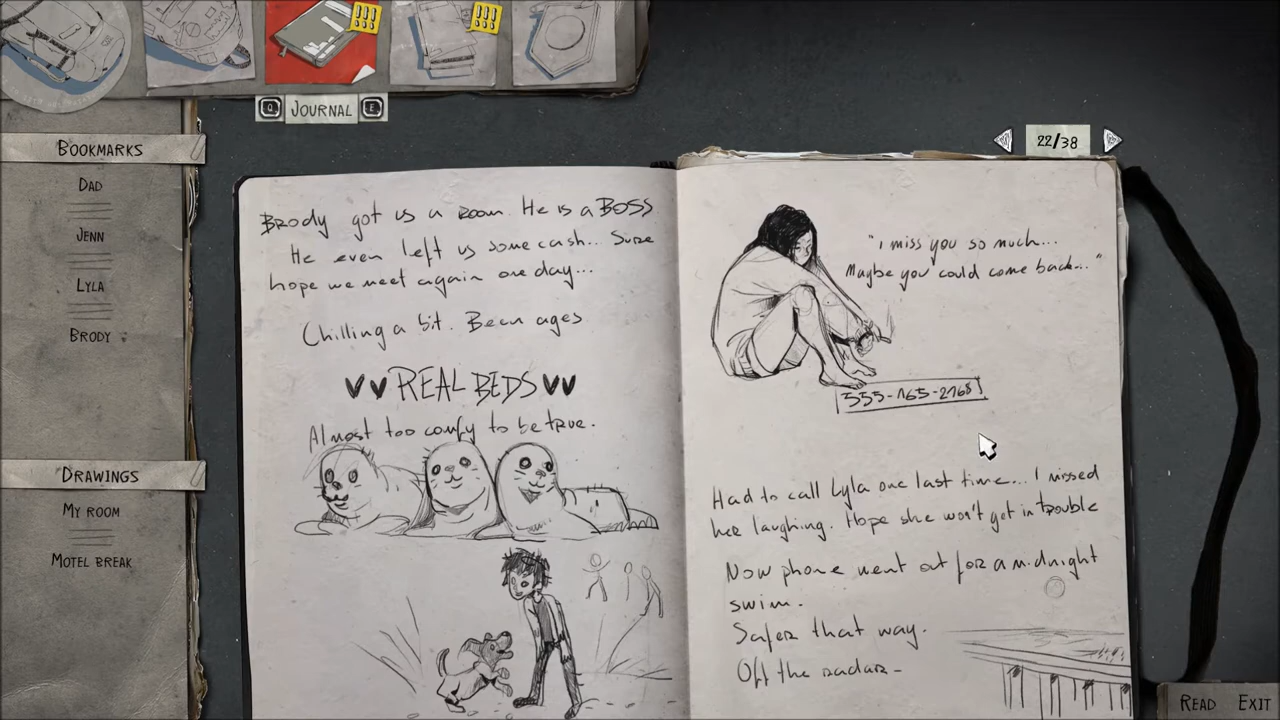 Q JOURNAL E
BOOKMARKS
DAD
JENN
LYLA
BRODY
DRAWINGS
MY ROOM
MOTEL BREAK
22/38
Brody got us a room. He is a BOSS
He even left us some cash... Sure
hope we meet again one day...
Chilling a bit. Been ages
REAL BEDS
Almost too comfy to be true.
"I miss you so much...
Maybe you could come back..."
555-165-2768
Had to call Lyla one last time... I missed
her laughing. Hope she won't get in trouble
Now phone went out for a midnight
swim.
Safer that way.
Off the radar -
READ EXIT